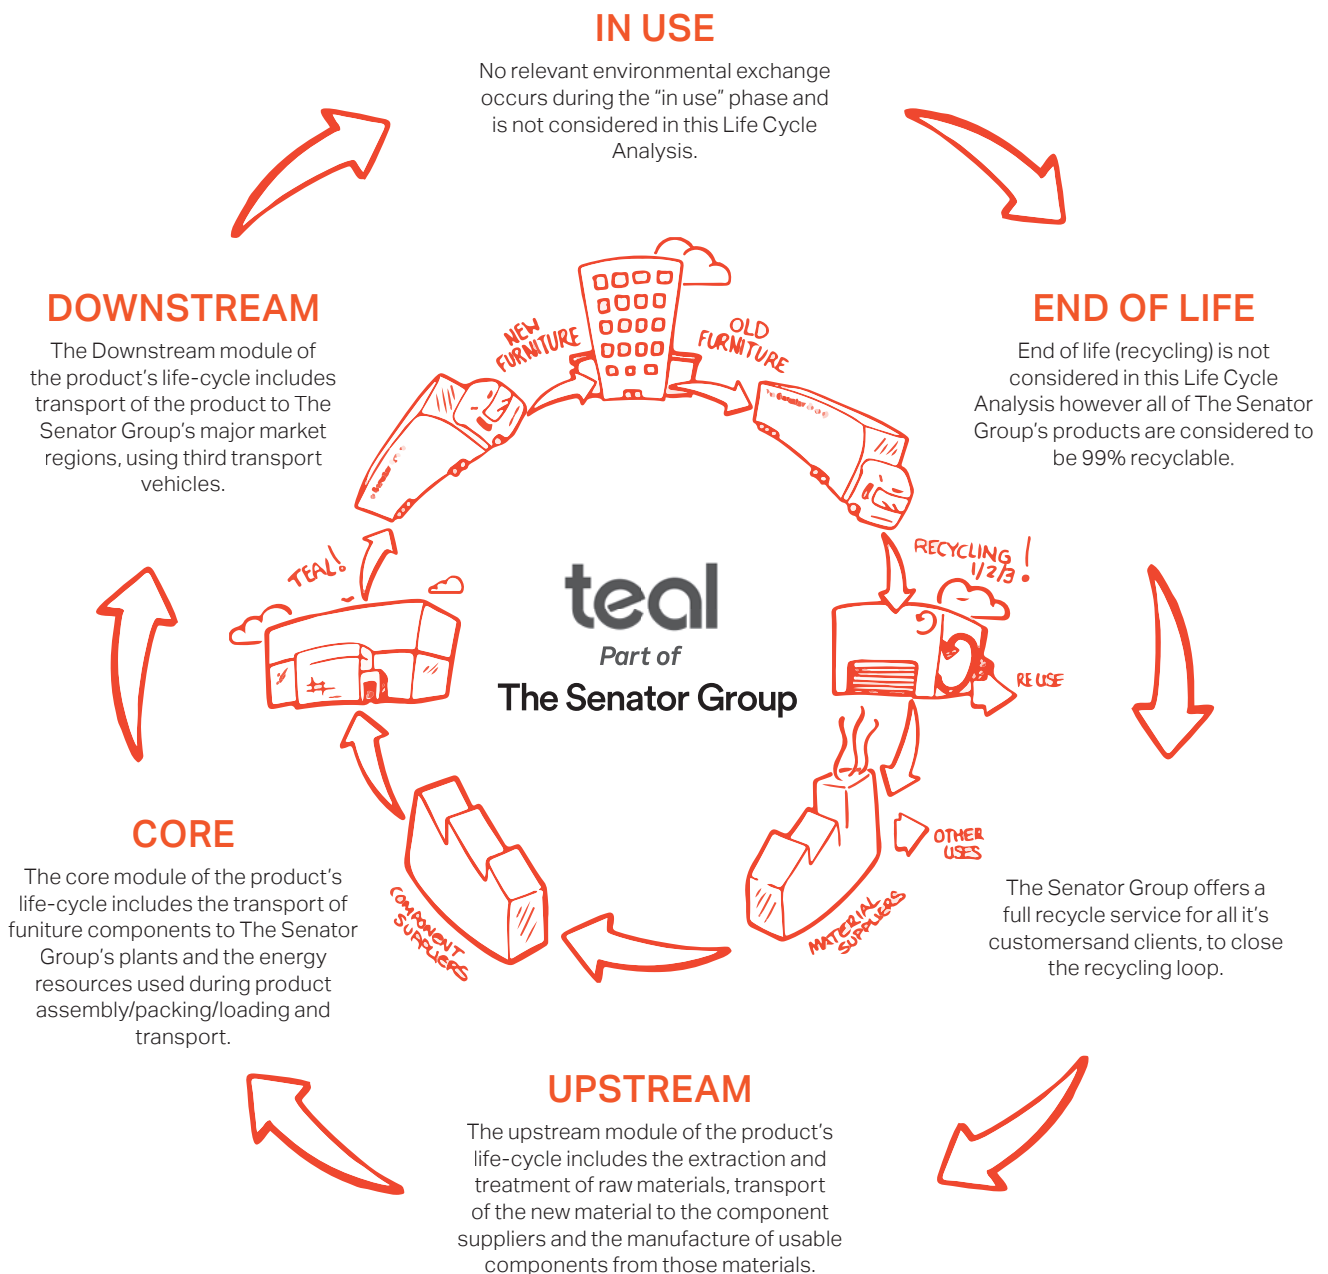 IN USE
No relevant environmental exchange
occurs during the “in use” phase and
is not considered in this Life Cycle
Analysis.
DOWNSTREAM
The Downstream module of
the product’s life-cycle includes
transport of the product to The
Senator Group’s major market
regions, using third transport
vehicles.
END OF LIFE
End of life (recycling) is not
considered in this Life Cycle
Analysis however all of The Senator
Group’s products are considered to
be 99% recyclable.
NEW
FURNITURE
OLD
FURNITURE
Senator
Senator
TEAL!
RECYCLING
1/2/3!
RE USE
teal
Part of
The Senator Group
OTHER
USES
COMPONENT
SUPPLIERS
MATERIAL
SUPPLIERS
CORE
The core module of the product’s
life-cycle includes the transport of
funiture components to The Senator
Group’s plants and the energy
resources used during product
assembly/packing/loading and
transport.
The Senator Group offers a
full recycle service for all it’s
customersand clients, to close
the recycling loop.
UPSTREAM
The upstream module of the product’s
life-cycle includes the extraction and
treatment of raw materials, transport
of the new material to the component
suppliers and the manufacture of usable
components from those materials.